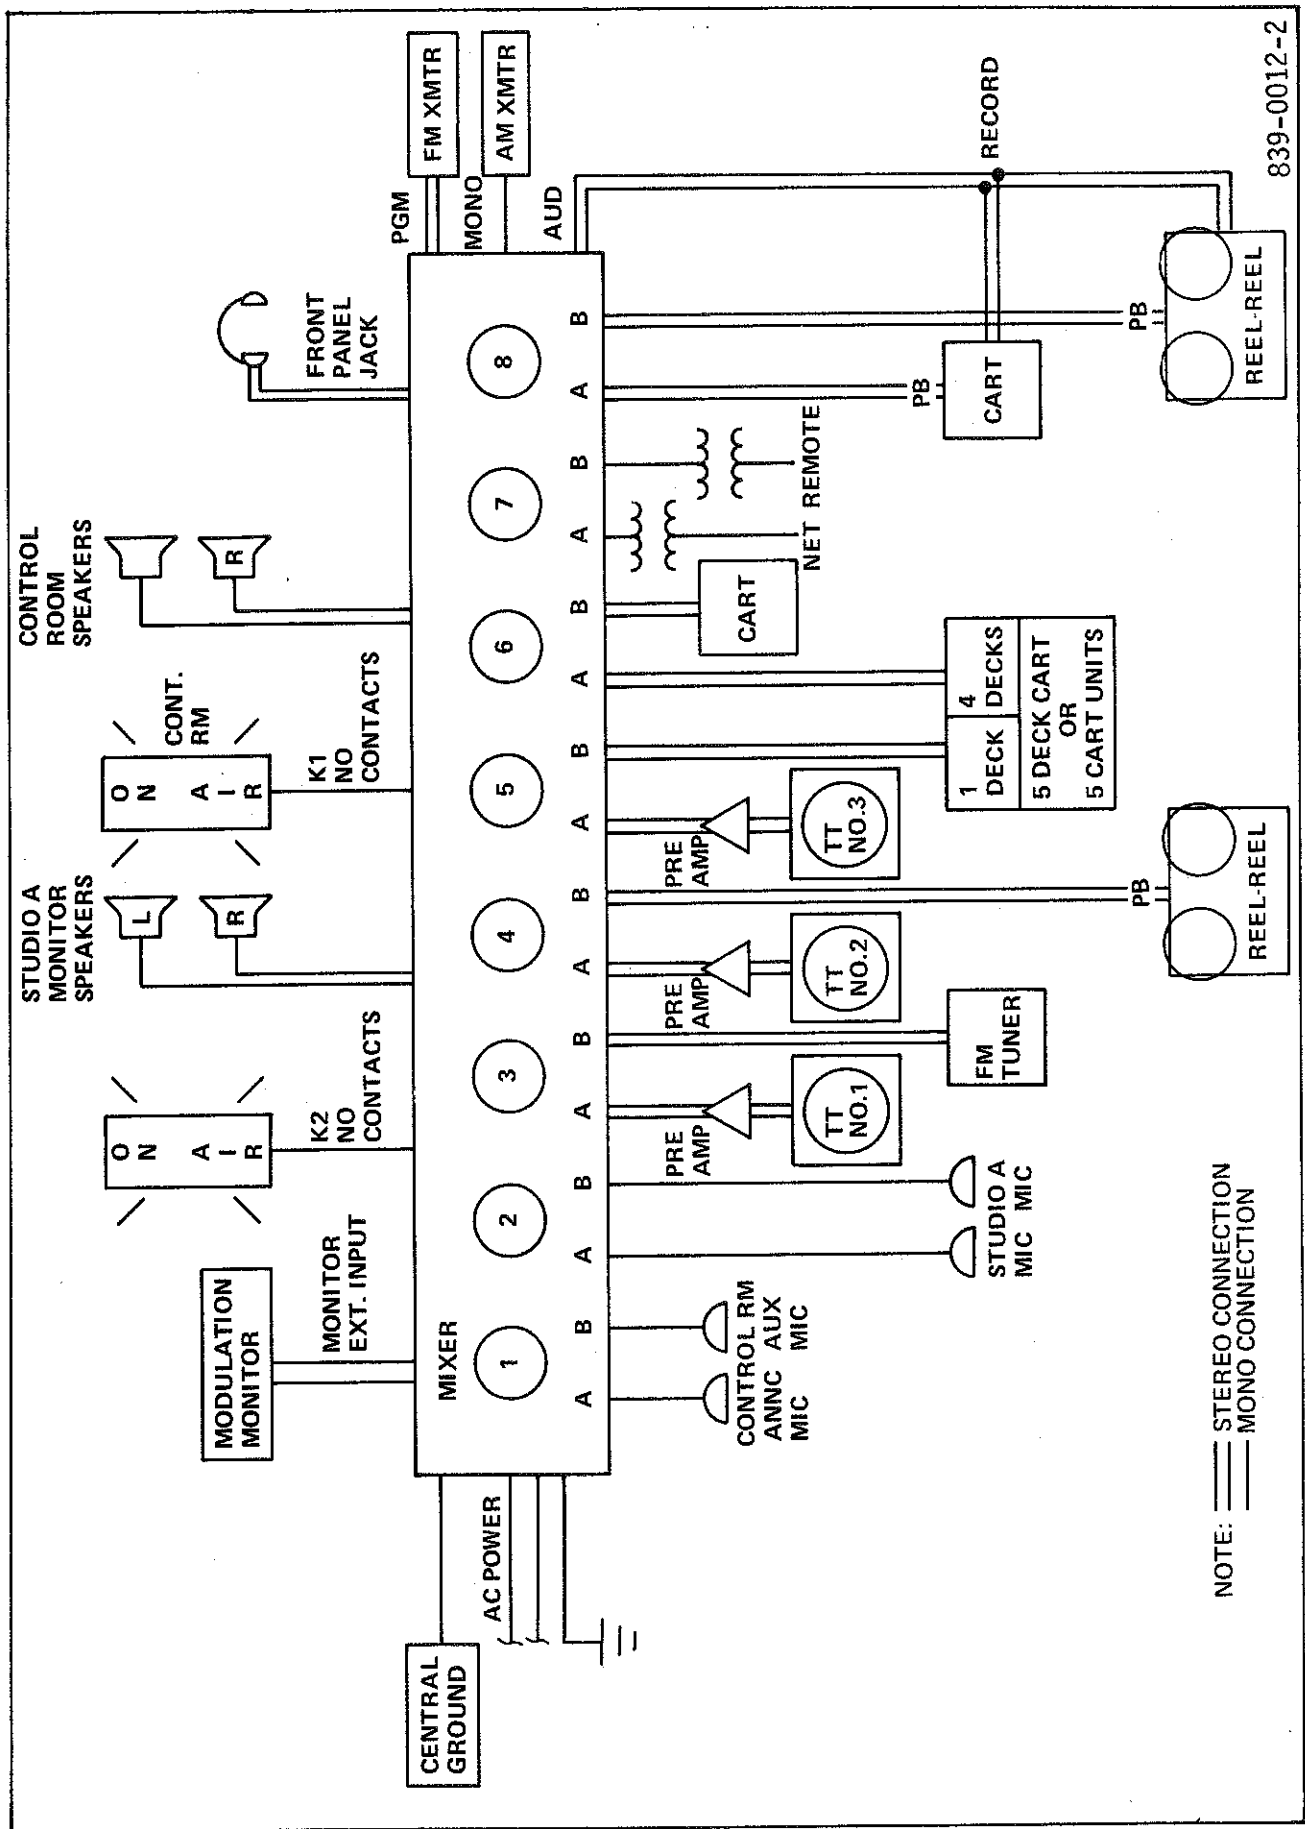 STUDIO A
MONITOR
SPEAKERS
CONTROL
ROOM
SPEAKERS
MODULATION
MONITOR
MONITOR
EXT. INPUT
ON AIR
K2
NO
CONTACTS
L
R
ON AIR
CONT.
RM
K1
NO
CONTACTS
R
FRONT
PANEL
JACK
CENTRAL
GROUND
AC POWER
MIXER
1
2
3
4
5
6
7
8
A B A B A B A B A B A B A B A B
PGM
FM XMTR
MONO
AM XMTR
AUD
CONTROL RM
ANNC AUX
MIC MIC
STUDIO A
MIC MIC
PRE
AMP
TT
NO.1
FM
TUNER
PRE
AMP
TT
NO.2
PB
REEL-REEL
PRE
AMP
TT
NO.3
1 4
DECK DECKS
5 DECK CART
OR
5 CART UNITS
CART
NET REMOTE
PB
CART
PB
REEL-REEL
RECORD
NOTE: STEREO CONNECTION
MONO CONNECTION
839-0012-2